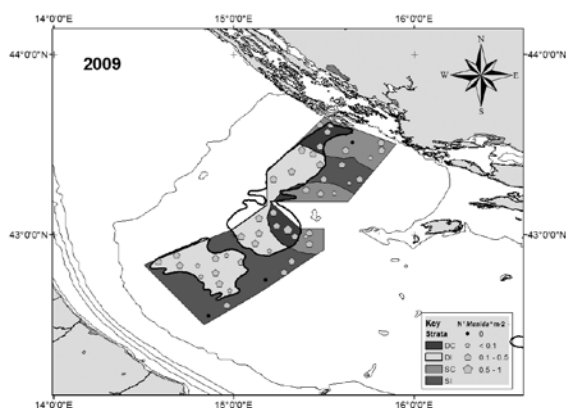 14°0'0"E 15°0'0"E 16°0'0"E
44°0'0"N 44°0'0"N
2009
N
W E
S
43°0'0"N 43°0'0"N
Key N° Munida * m-2
Strata 0
DC < 0.1
DI 0.1 - 0.5
SC 0.5 - 1
SI
14°0'0"E 15°0'0"E 16°0'0"E